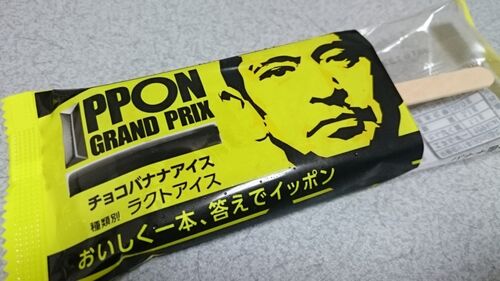 IPPON
GRAND PRIX
チョコバナナアイス
種類別 ラクトアイス
おいしく一本、答えでイッポン